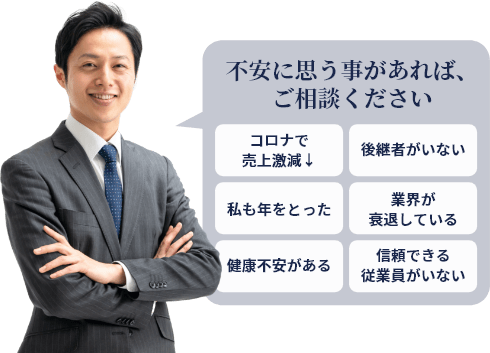 不安に思う事があれば、
ご相談ください
コロナで
売上激減↓
後継者がいない
私も年をとった
業界が
衰退している
健康不安がある
信頼できる
従業員がいない